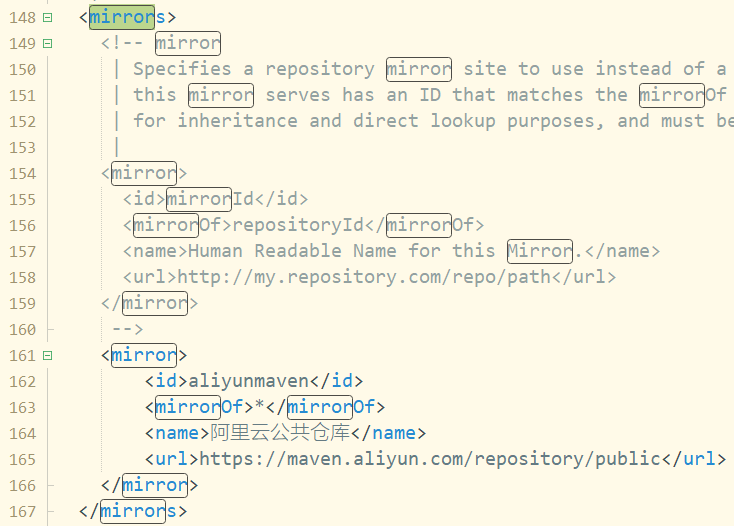 148 <mirrors>
149 <!-- mirror
150 | Specifies a repository mirror site to use instead of a
151 | this mirror serves has an ID that matches the mirrorOf
152 | for inheritance and direct lookup purposes, and must be
153 |
154 <mirror>
155 <id>mirrorId</id>
156 <mirrorOf>repositoryId</mirrorOf>
157 <name>Human Readable Name for this Mirror.</name>
158 <url>http://my.repository.com/repo/path</url>
159 </mirror>
160 -->
161 <mirror>
162 <id>aliyunmaven</id>
163 <mirrorOf>*</mirrorOf>
164 <name>阿里云公共仓库</name>
165 <url>https://maven.aliyun.com/repository/public</url>
166 </mirror>
167 </mirrors>